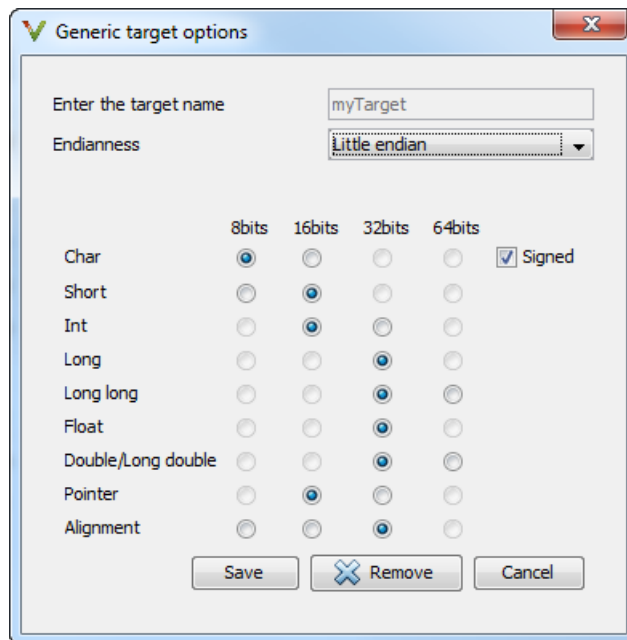 Generic target options
Enter the target name myTarget
Endianness Little endian
8bits 16bits 32bits 64bits
Char Signed
Short
Int
Long
Long long
Float
Double/Long double
Pointer
Alignment
Save Remove Cancel